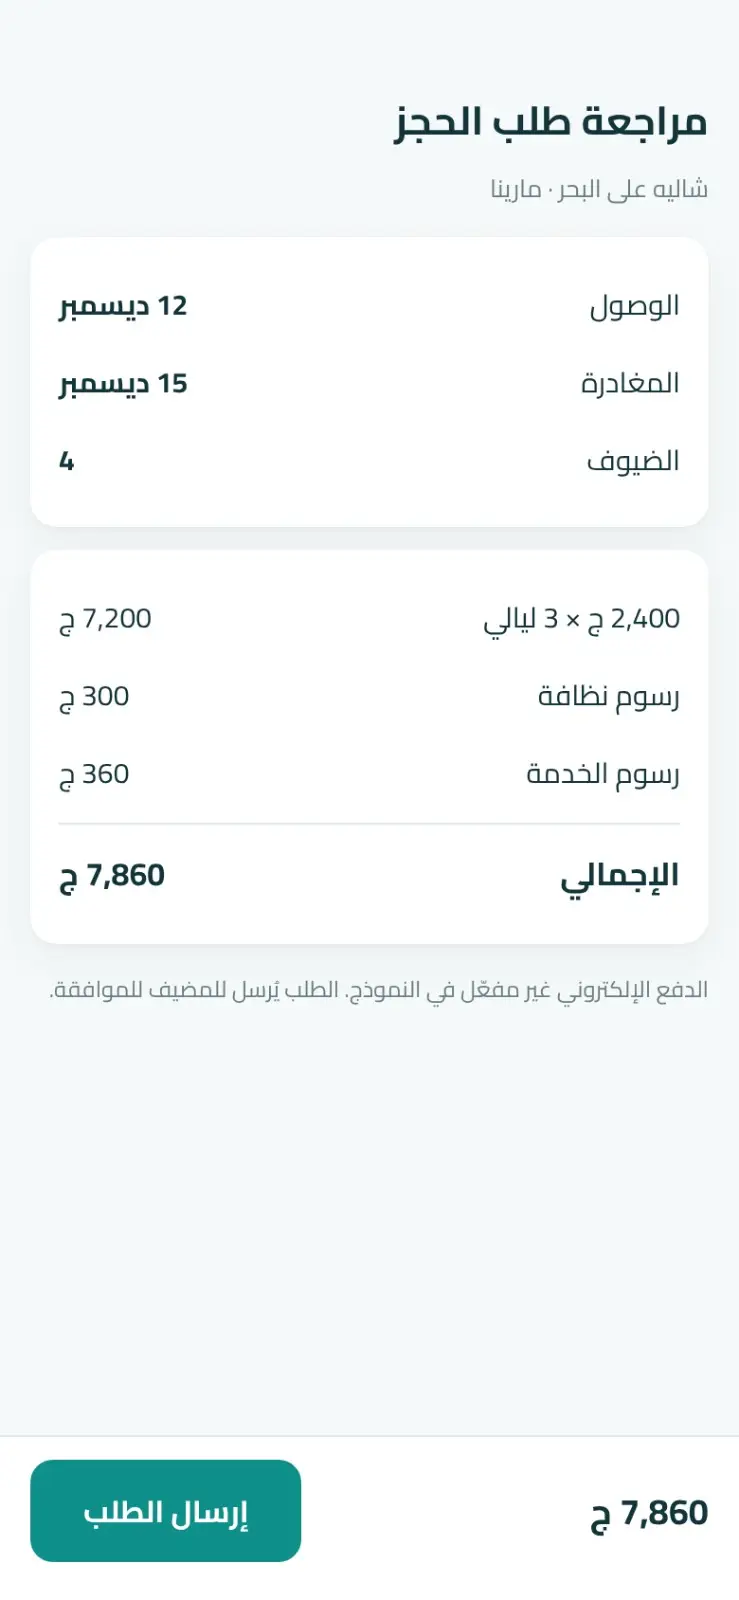 مراجعة طلب الحجز
شاليه على البحر · مارينا
الوصول 12 ديسمبر
المغادرة 15 ديسمبر
الضيوف 4
2,400 ج × 3 ليالي 7,200 ج
رسوم نظافة 300 ج
رسوم الخدمة 360 ج
الإجمالي 7,860 ج
الدفع الإلكتروني غير مفعّل في النموذج. الطلب يُرسل للمضيف للموافقة.
7,860 ج إرسال الطلب